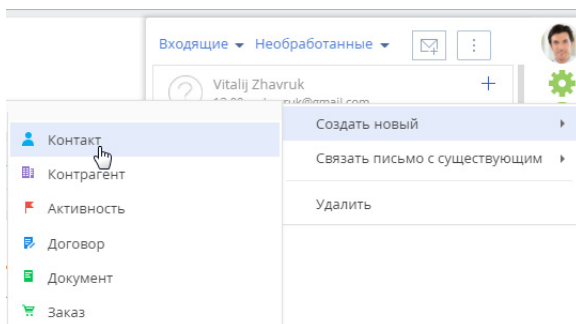 Входящие Необработанные
Vitalij Zhavruk
Создать новый
Связать письмо с существующим
Удалить
Контакт
Контрагент
Активность
Договор
Документ
Заказ